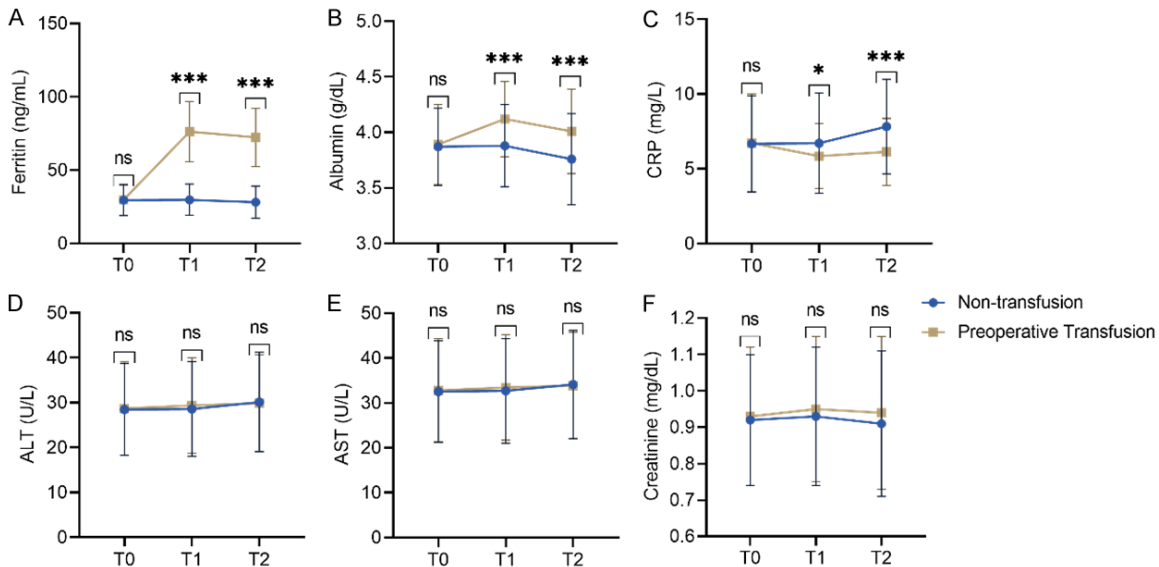 A
Ferritin (ng/mL)
150
100
50
0
ns
***
***
T0
T1
T2
B
Albumin (g/dL)
5.0
4.5
4.0
3.5
3.0
ns
***
***
T0
T1
T2
C
CRP (mg/L)
15
10
5
0
ns
*
***
T0
T1
T2
D
ALT (U/L)
50
40
30
20
10
0
ns
ns
ns
T0
T1
T2
E
AST (U/L)
50
40
30
20
10
0
ns
ns
ns
T0
T1
T2
F
Creatinine (mg/dL)
1.2
1.1
1.0
0.9
0.8
0.7
0.6
ns
ns
ns
T0
T1
T2
Non-transfusion
Preoperative Transfusion